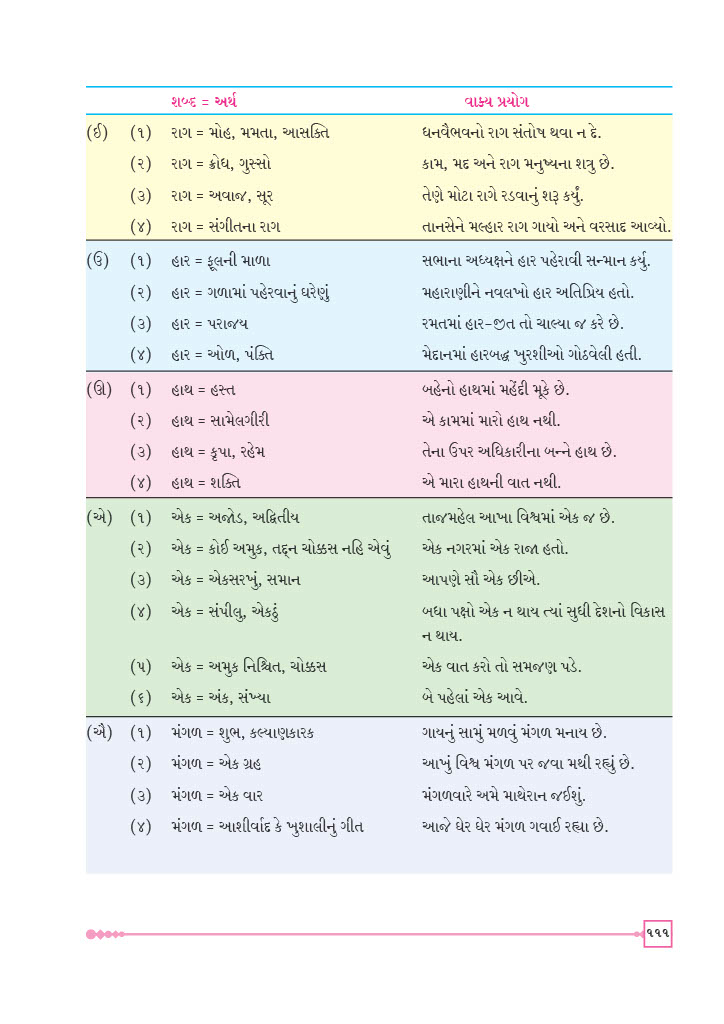 શબ્દ = અર્થ વાક્ય પ્રયોગ
(ઈ) (૧) રાગ = મોહ, મમતા, આસક્તિ ધનવૈભવનો રાગ સંતોષ થવા ન દે.
(૨) રાગ = ક્રોધ, ગુસ્સો કામ, મદ અને રાગ મનુષ્યના શત્રુ છે.
(૩) રાગ = અવાજ, સૂર તેણે મોટા રાગે રડવાનું શરૂ કર્યું.
(૪) રાગ = સંગીતના રાગ તાનસેને મલ્હાર રાગ ગાયો અને વરસાદ આવ્યો.
(ઉ) (૧) હાર = ફૂલની માળા સભાના અધ્યક્ષને હાર પહેરાવી સન્માન કર્યુ.
(૨) હાર = ગળામાં પહેરવાનું ઘરેણું મહારાણીને નવલખો હાર અતિપ્રિય હતો.
(૩) હાર = પરાજય રમતમાં હાર-જીત તો ચાલ્યા જ કરે છે.
(૪) હાર = ઓળ, પંક્તિ મેદાનમાં હારબદ્ધ ખુરશીઓ ગોઠવેલી હતી.
(ઊ) (૧) હાથ = હસ્ત બહેનો હાથમાં મહેંદી મૂકે છે.
(૨) હાથ = સામેલગીરી એ કામમાં મારો હાથ નથી.
(૩) હાથ = કૃપા, રહેમ તેના ઉપર અધિકારીના બન્ને હાથ છે.
(૪) હાથ = શક્તિ એ મારા હાથની વાત નથી.
(એ) (૧) એક = અજોડ, અદ્વિતીય તાજમહેલ આખા વિશ્વમાં એક જ છે.
(૨) એક = કોઈ અમુક, તદ્દન ચોક્કસ નહિ એવું એક નગરમાં એક રાજા હતો.
(૩) એક = એકસરખું, સમાન આપણે સૌ એક છીએ.
(૪) એક = સંપીલુ, એકઠું બધા પક્ષો એક ન થાય ત્યાં સુધી દેશનો વિકાસ
ન થાય.
(૫) એક = અમુક નિશ્ચિત, ચોક્કસ એક વાત કરો તો સમજણ પડે.
(૬) એક = અંક, સંખ્યા બે પહેલાં એક આવે.
(ઐ) (૧) મંગળ = શુભ, કલ્યાણકારક ગાયનું સામું મળવું મંગળ મનાય છે.
(૨) મંગળ = એક ગ્રહ આખું વિશ્વ મંગળ પર જવા મથી રહ્યું છે.
(૩) મંગળ = એક વાર મંગળવારે અમે માથેરાન જઈશું.
(૪) મંગળ = આશીર્વાદ કે ખુશાલીનું ગીત આજે ઘેર ઘેર મંગળ ગવાઈ રહ્યા છે.
૧૧૧